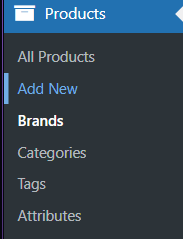 Products
All Products
Add New
Brands
Categories
Tags
Attributes